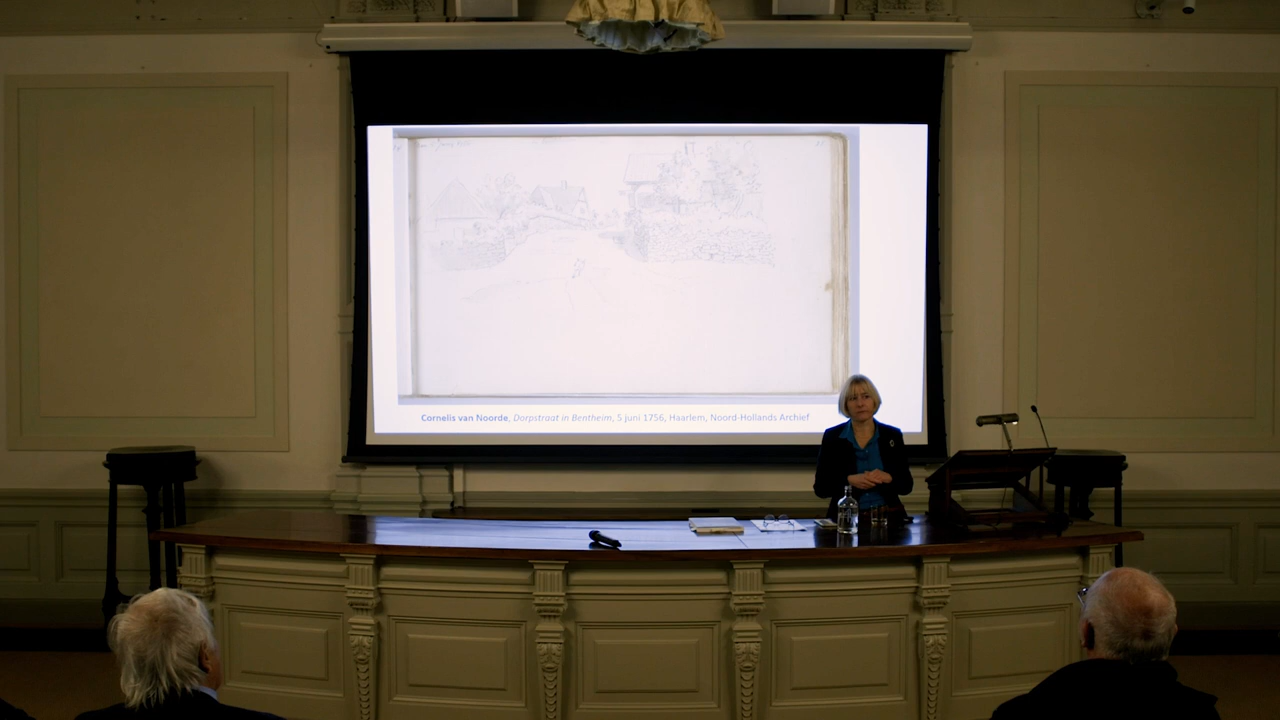 Cornelis van Noorde, Dorpstraat in Bentheim, 5 juni 1756, Haarlem, Noord-Hollands Archief